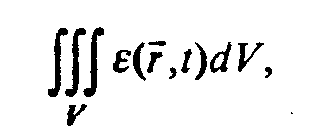 ∭_V ε(r⃗,t)dV,